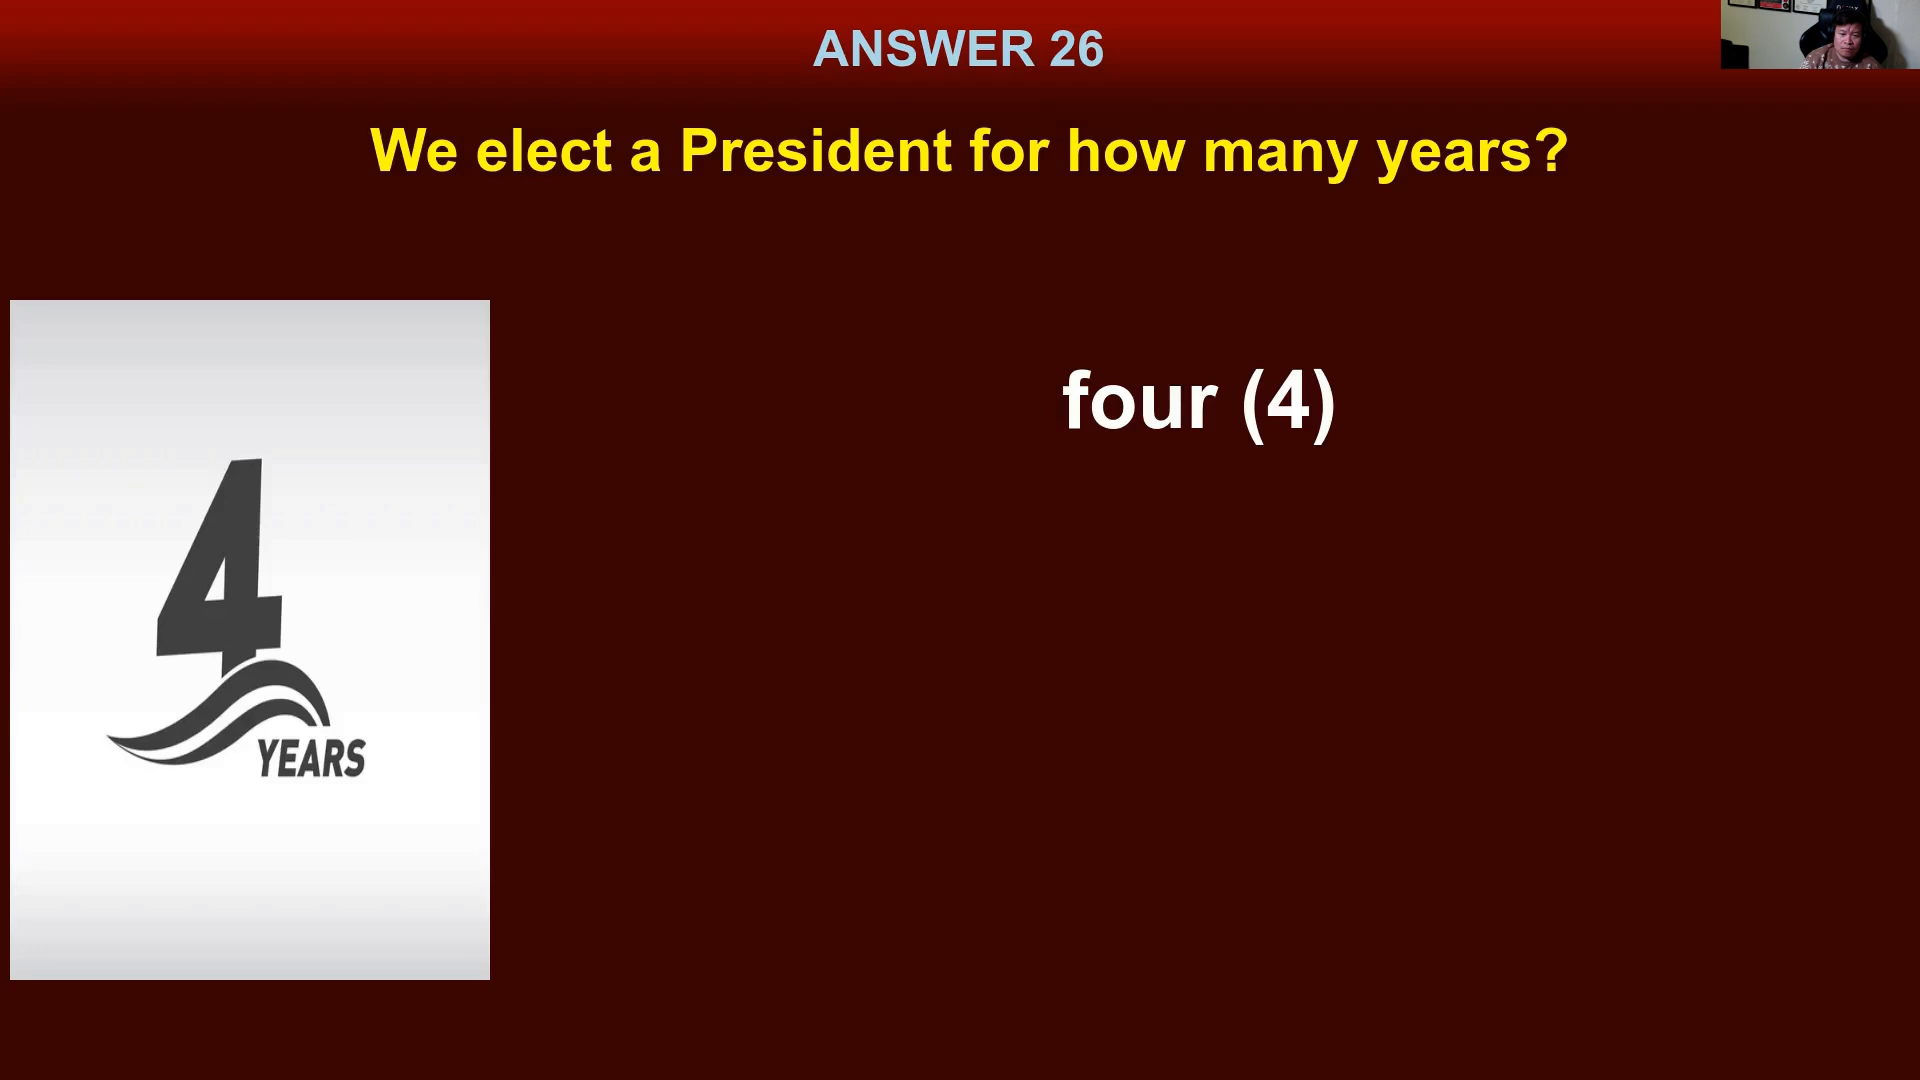 ANSWER 26
We elect a President for how many years?
four (4)
4
YEARS